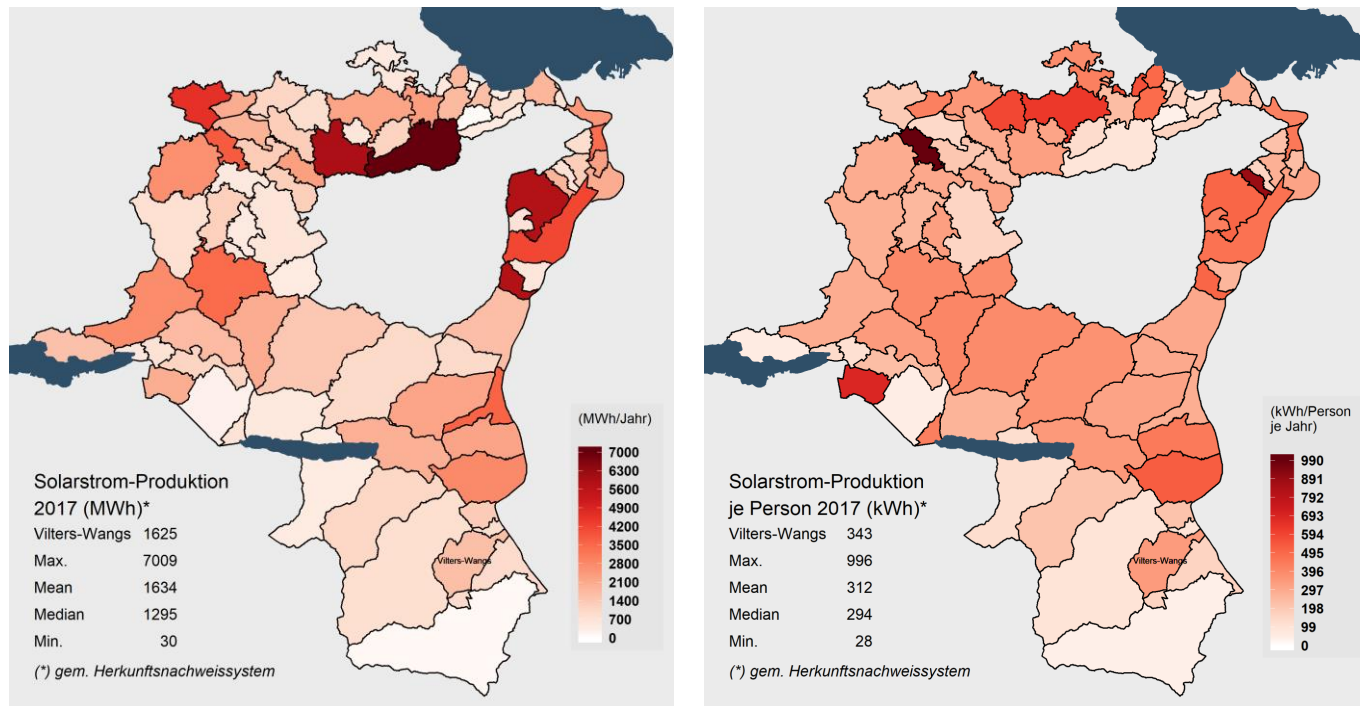 (MWh/Jahr)
7000
6300
5600
4900
4200
3500
2800
2100
1400
700
0
Solarstrom-Produktion
2017 (MWh)*
Vilters-Wangs 1625
Max. 7009
Mean 1634
Median 1295
Min. 30
(*) gem. Herkunftsnachweissystem
Vilters-Wangs
(kWh/Person
je Jahr)
990
891
792
693
594
495
396
297
198
99
0
Solarstrom-Produktion
je Person 2017 (kWh)*
Vilters-Wangs 343
Max. 996
Mean 312
Median 294
Min. 28
(*) gem. Herkunftsnachweissystem
Vilters-Wangs